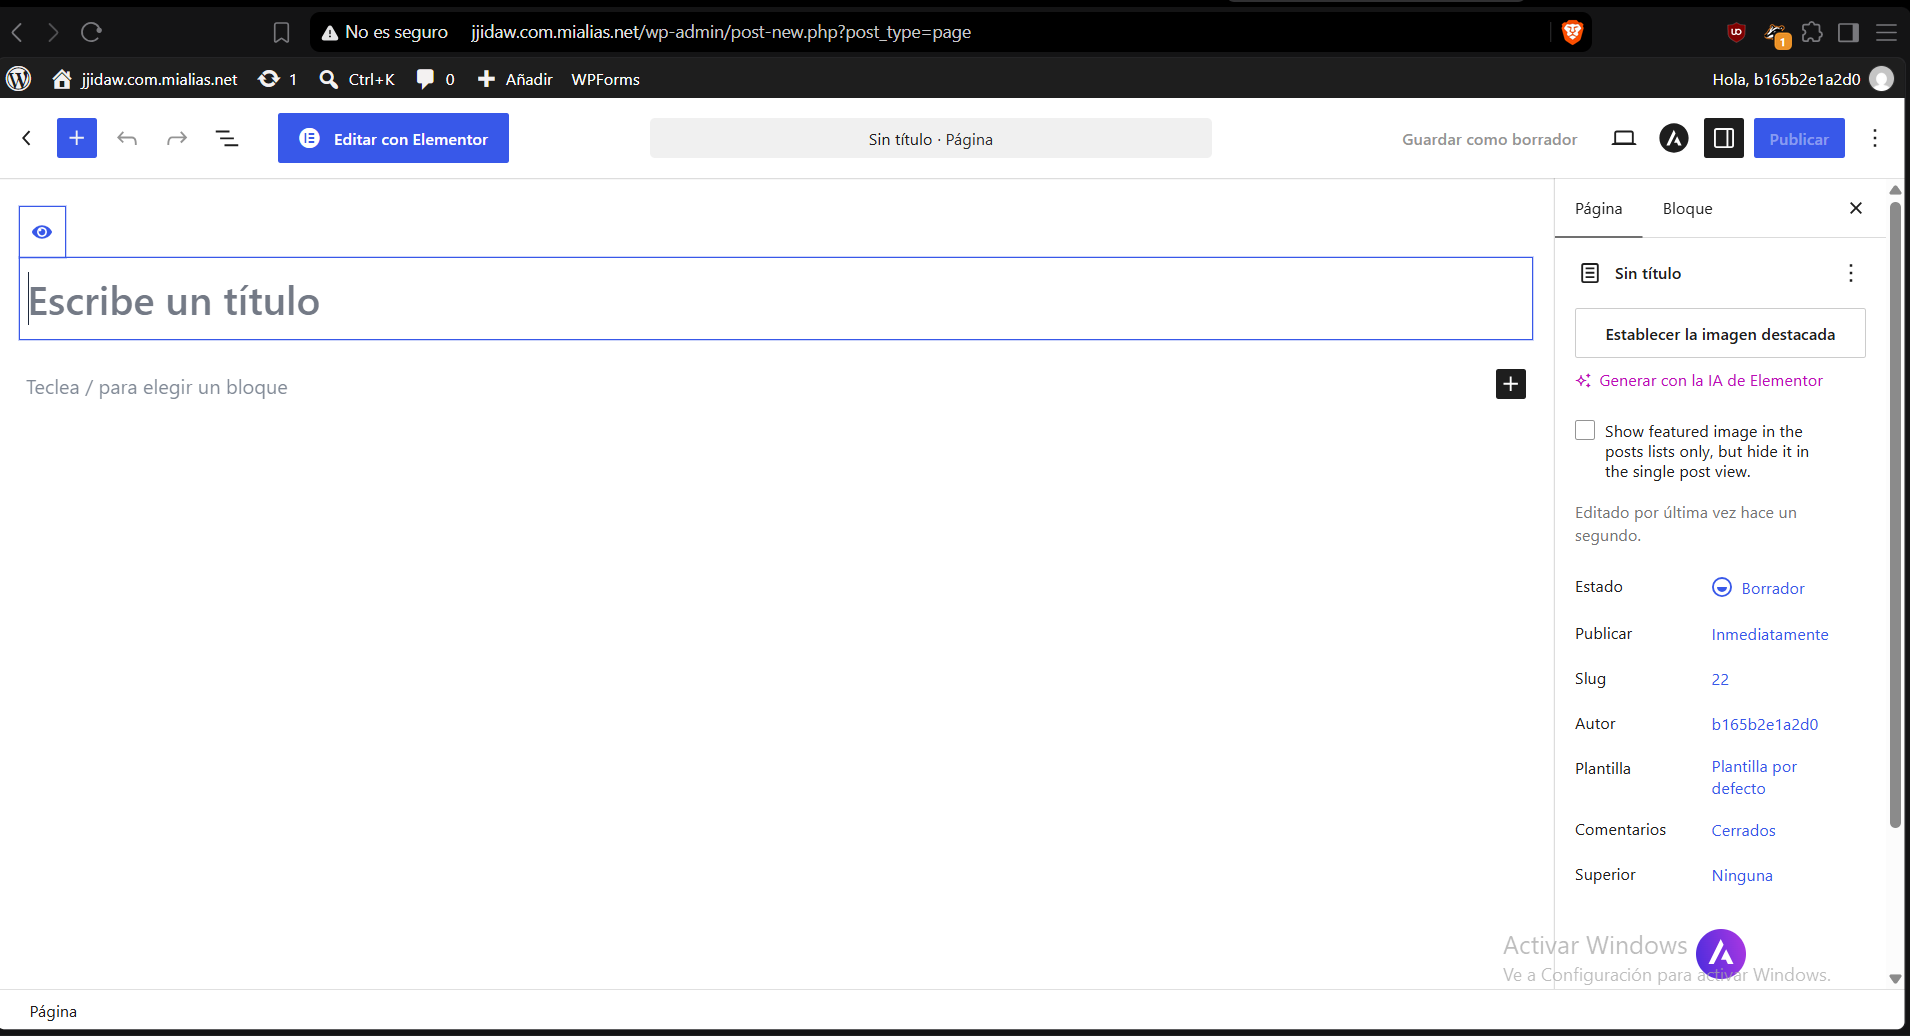 No es seguro jjidaw.com.mialias.net/wp-admin/post-new.php?post_type=page
1
jjidaw.com.mialias.net 1 Ctrl+K 0 Añadir WPForms Hola, b165b2e1a2d0
Editar con Elementor Sin título · Página Guardar como borrador Publicar
Página Bloque
Escribe un título
Teclea / para elegir un bloque
Sin título
Establecer la imagen destacada
Generar con la IA de Elementor
Show featured image in the
posts lists only, but hide it in
the single post view.
Editado por última vez hace un
segundo.
Estado Borrador
Publicar Inmediatamente
Slug 22
Autor b165b2e1a2d0
Plantilla Plantilla por
defecto
Comentarios Cerrados
Superior Ninguna
Activar Windows
Ve a Configuración para activar Windows.
Página